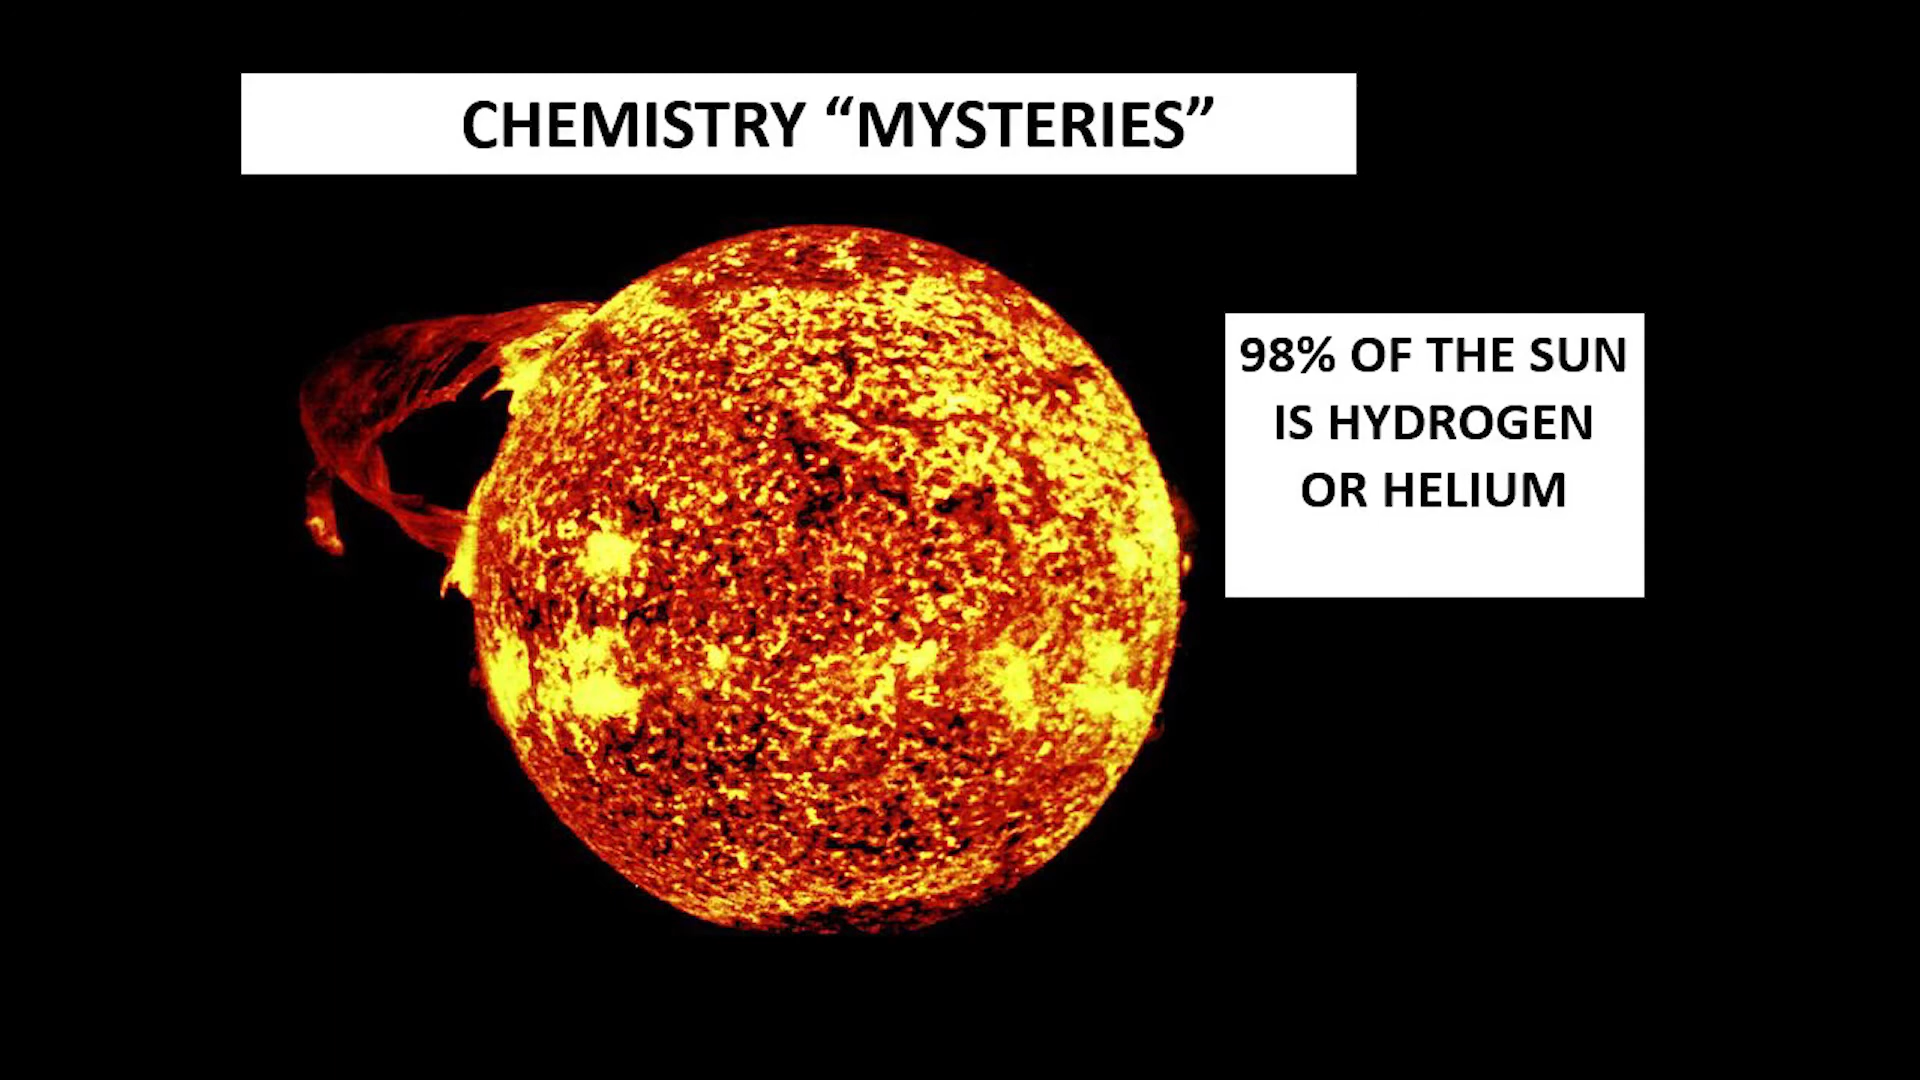 CHEMISTRY “MYSTERIES”
98% OF THE SUN
IS HYDROGEN
OR HELIUM